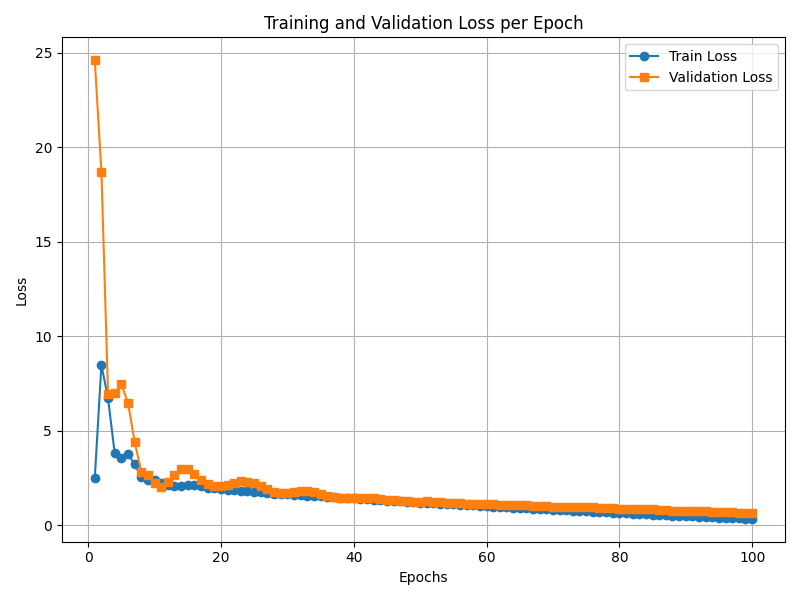 Training and Validation Loss per Epoch
Train Loss
Validation Loss
25
20
15
10
5
0
Loss
0 20 40 60 80 100
Epochs